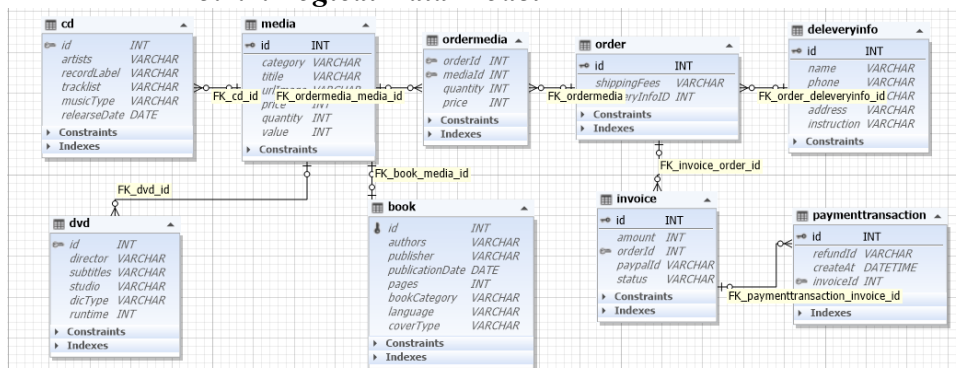 cd
id INT
artists VARCHAR
recordLabel VARCHAR
tracklist VARCHAR
musicType VARCHAR
relearseDate DATE
Constraints
Indexes
FK_cd_id
media
id INT
category VARCHAR
titile VARCHAR
price INT
quantity INT
value INT
Constraints
FK_ordermedia_media_id
ordermedia
orderId INT
mediaId INT
quantity INT
price INT
Constraints
Indexes
FK_ordermedia
order
id INT
shippingFees VARCHAR
INT
Constraints
Indexes
FK_order_deleveryinfo_id
deleveryinfo
id INT
name VARCHAR
phone VARCHAR
address VARCHAR
instruction VARCHAR
Constraints
FK_invoice_order_id
FK_book_media_id
FK_dvd_id
dvd
id INT
director VARCHAR
subtitles VARCHAR
studio VARCHAR
dicType VARCHAR
runtime INT
Constraints
Indexes
book
id INT
authors VARCHAR
publisher VARCHAR
publicationDate DATE
pages INT
bookCategory VARCHAR
language VARCHAR
coverType VARCHAR
Constraints
Indexes
invoice
id INT
amount INT
orderId INT
paypalId VARCHAR
status VARCHAR
Constraints
Indexes
FK_paymenttransaction_invoice_id
paymenttransaction
id INT
refundId VARCHAR
createAt DATETIME
invoiceId INT
Indexes